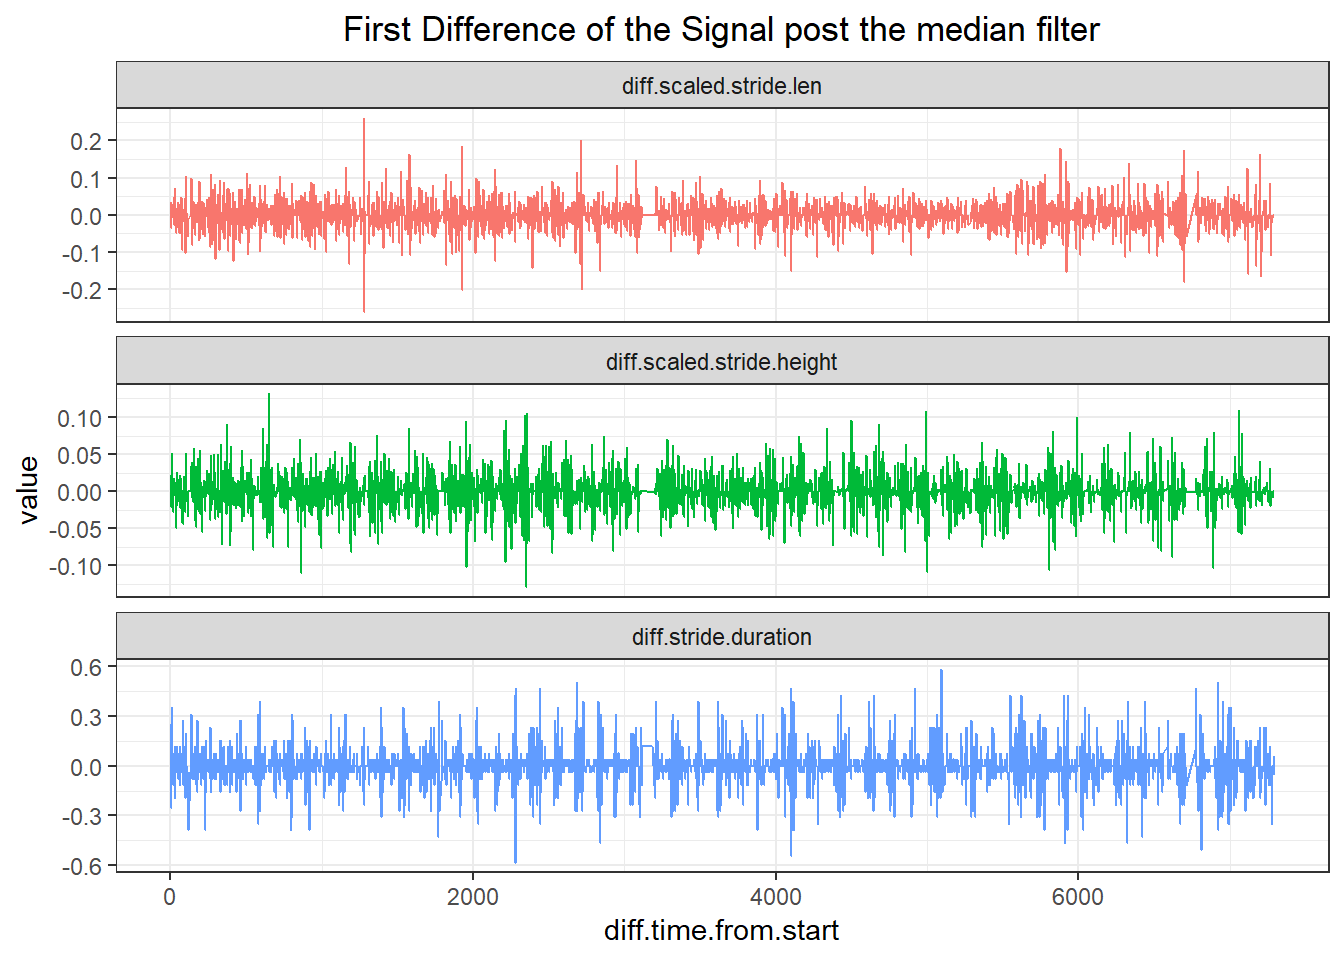 First Difference of the Signal post the median filter
diff.scaled.stride.len
0.2
0.1
0.0
-0.1
-0.2
diff.scaled.stride.height
0.10
0.05
0.00
-0.05
-0.10
value
diff.stride.duration
0.6
0.3
0.0
-0.3
-0.6
0 2000 4000 6000
diff.time.from.start